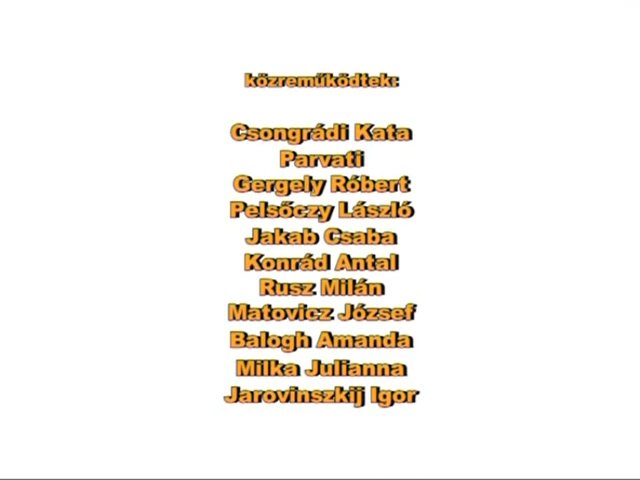 közreműködtek:
Csongrádi Kata
Parvati
Gergely Róbert
Pelsőczy László
Jakab Csaba
Konrád Antal
Rusz Milán
Matovicz József
Balogh Amanda
Milka Julianna
Jarovinszkij Igor